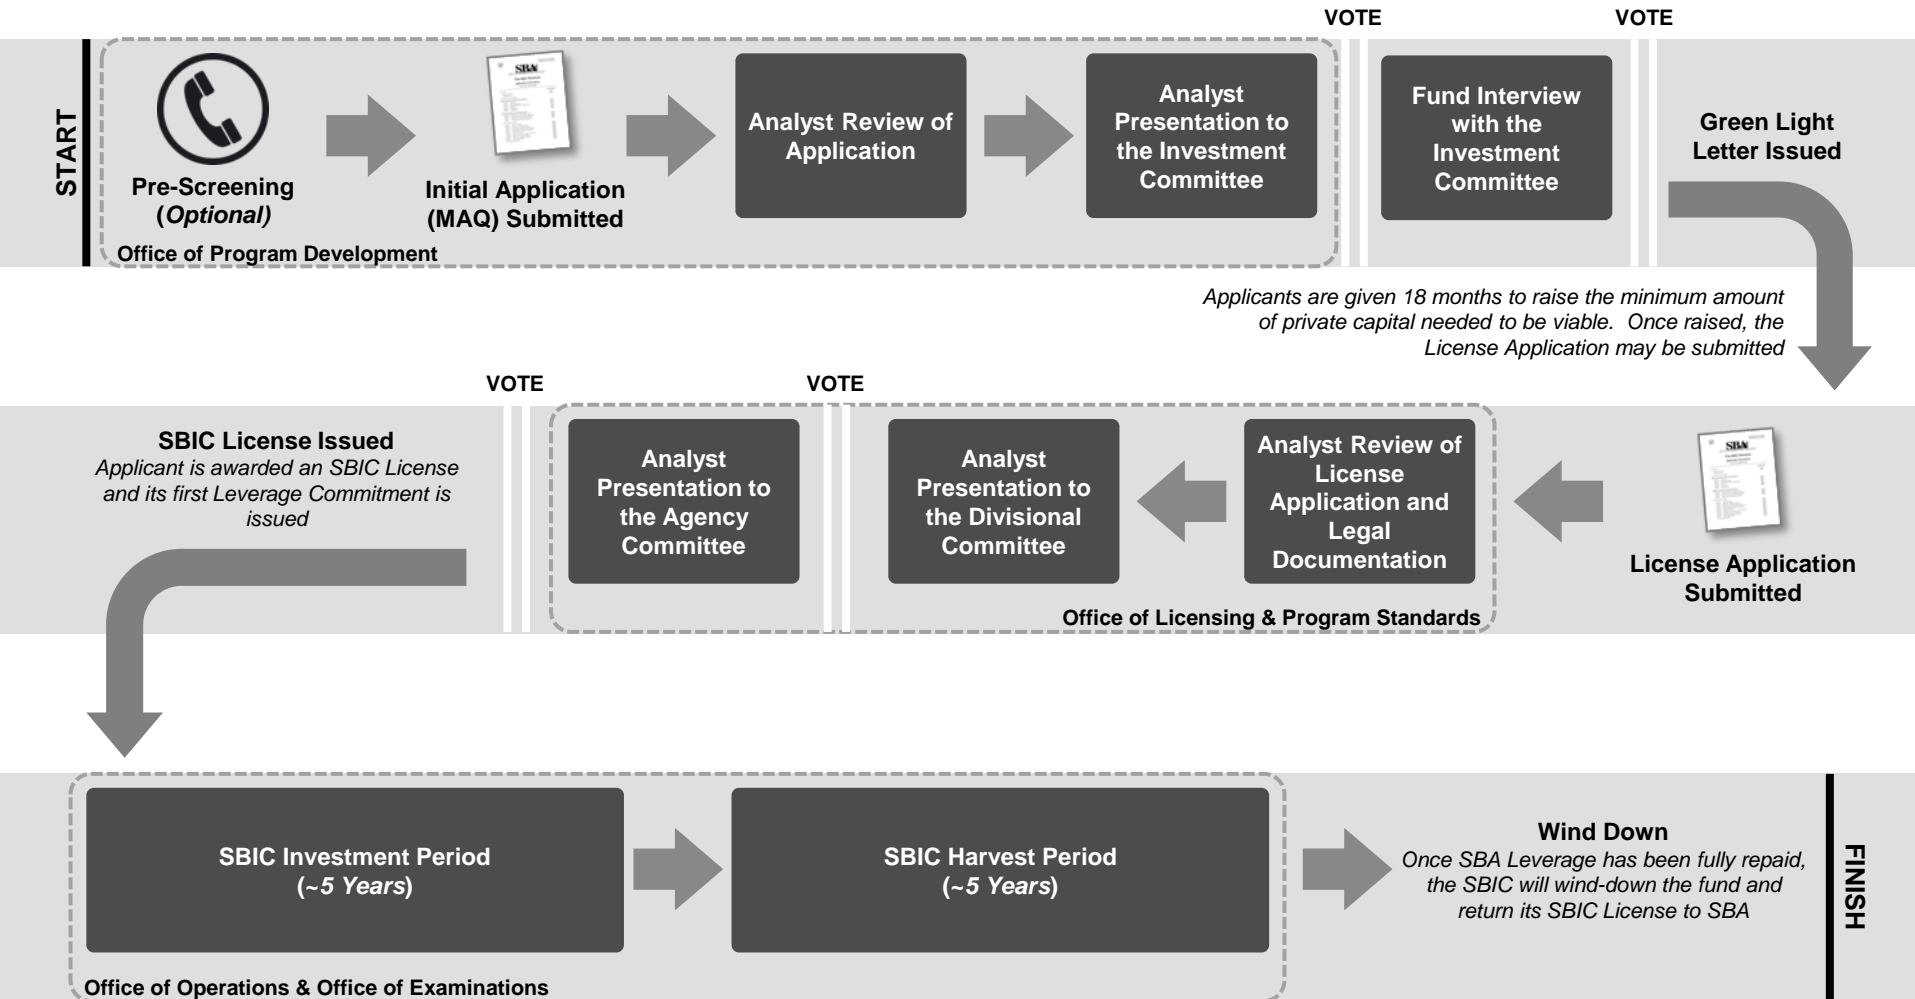 VOTE
VOTE
START
Pre-Screening
(Optional)
SBA
Initial Application
(MAQ) Submitted
Analyst Review of
Application
Analyst
Presentation to
the Investment
Committee
Office of Program Development
Fund Interview
with the
Investment
Committee
Green Light
Letter Issued
Applicants are given 18 months to raise the minimum amount
of private capital needed to be viable.  Once raised, the
License Application may be submitted
VOTE
VOTE
SBA
License Application
Submitted
Analyst Review of
License
Application and
Legal
Documentation
Analyst
Presentation to
the Divisional
Committee
Analyst
Presentation to
the Agency
Committee
Office of Licensing & Program Standards
SBIC License Issued
Applicant is awarded an SBIC License
and its first Leverage Commitment is
issued
SBIC Investment Period
(~5 Years)
SBIC Harvest Period
(~5 Years)
Office of Operations & Office of Examinations
Wind Down
Once SBA Leverage has been fully repaid,
the SBIC will wind-down the fund and
return its SBIC License to SBA
FINISH